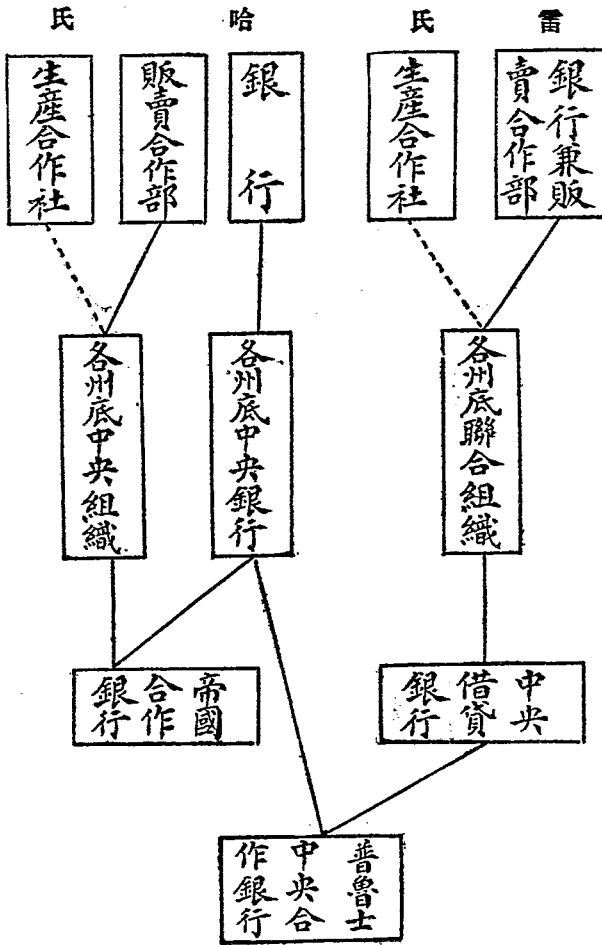 雷氏
哈氏
銀行兼販
賣合作部
生產合作社
銀行
販賣合作部
生產合作社
各州底聯合組織
各州底中央銀行
各州底中央組織
中央
借貸
銀行
帝國
合作
銀行
普魯士
中央合
作銀行